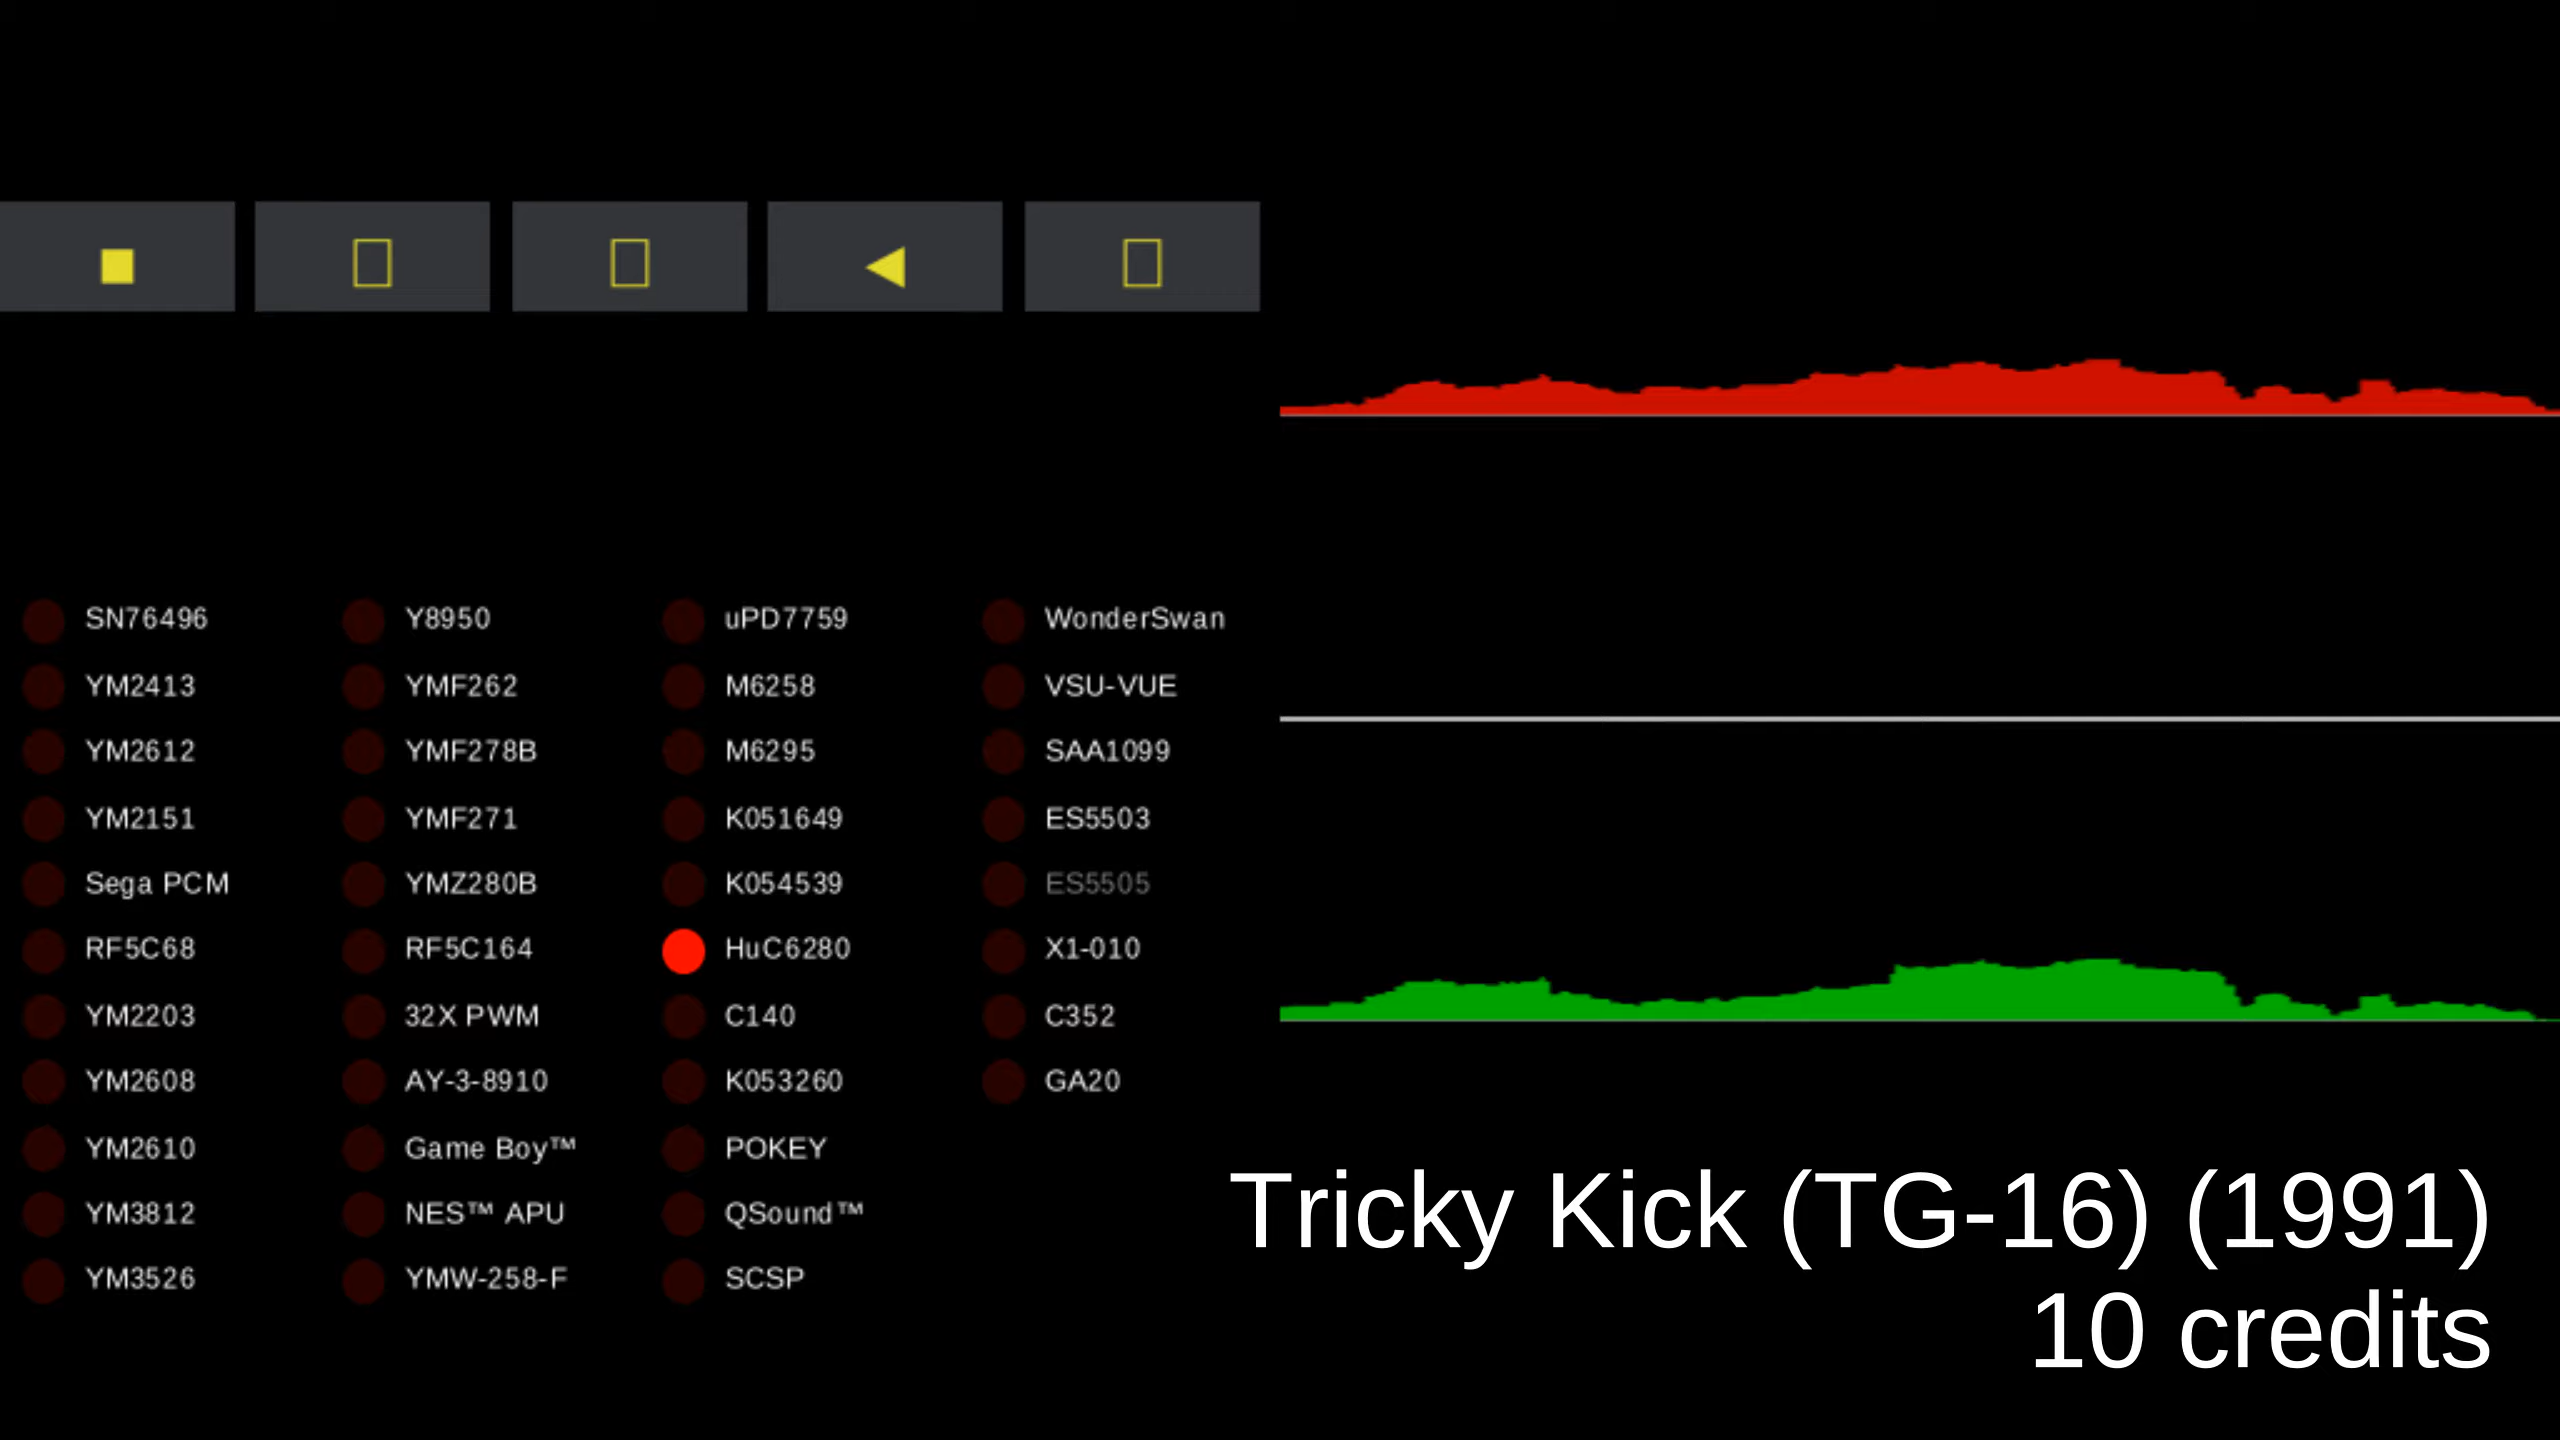 SN76496 Y8950 uPD7759 WonderSwan
YM2413 YMF262 M6258 VSU-VUE
YM2612 YMF278B M6295 SAA1099
YM2151 YMF271 K051649 ES5503
Sega PCM YMZ280B K054539 ES5505
RF5C68 RF5C164 HuC6280 X1-010
YM2203 32X PWM C140 C352
YM2608 AY-3-8910 K053260 GA20
YM2610 Game Boy™ POKEY
YM3812 NES™ APU QSound™
YM3526 YMW-258-F SCSP
Tricky Kick (TG-16) (1991)
10 credits